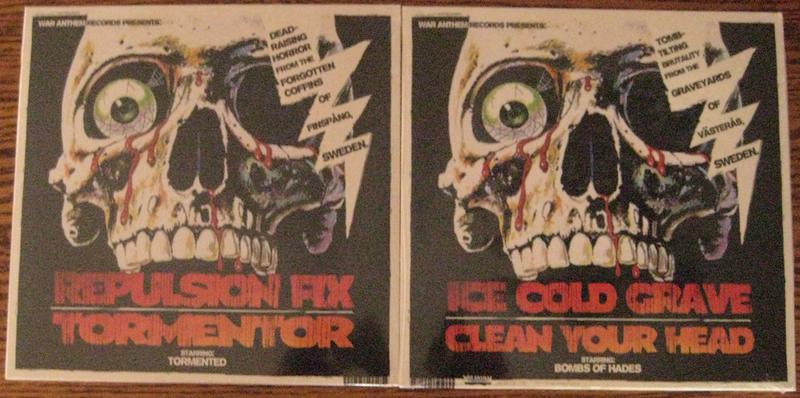 WAR ANTHEM RECORDS PRESENTS:
DEAD-
RAISING
HORROR
FROM THE
FORGOTTEN
COFFINS
OF
FINSPÅNG,
SWEDEN.
REPULSION FIX
TORMENTOR
STARRING:
TORMENTED
WAR ANTHEM RECORDS PRESENTS:
TOMB-
TILTING
BRUTALITY
FROM THE
GRAVEYARDS
OF
VÄSTERÅS,
SWEDEN.
ICE COLD GRAVE
CLEAN YOUR HEAD
STARRING:
BOMBS OF HADES